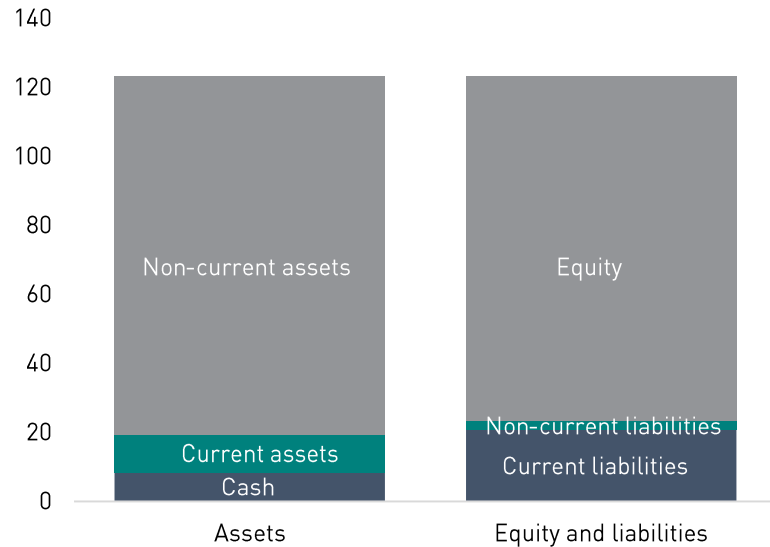 140
120
100
80
60
40
20
0
Non-current assets
Current assets
Cash
Equity
Non-current liabilities
Current liabilities
Assets
Equity and liabilities